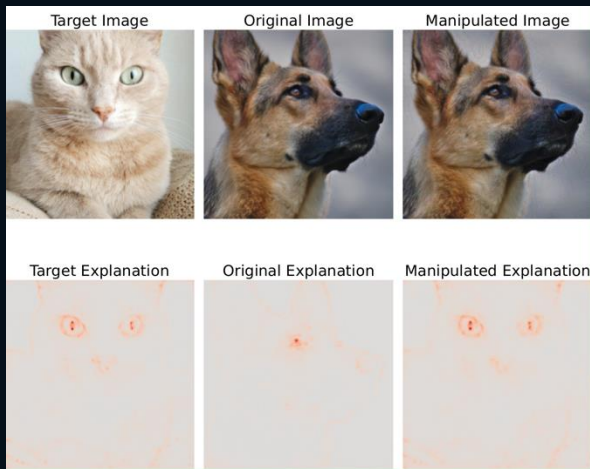 Target Image
Original Image
Manipulated Image
Target Explanation
Original Explanation
Manipulated Explanation